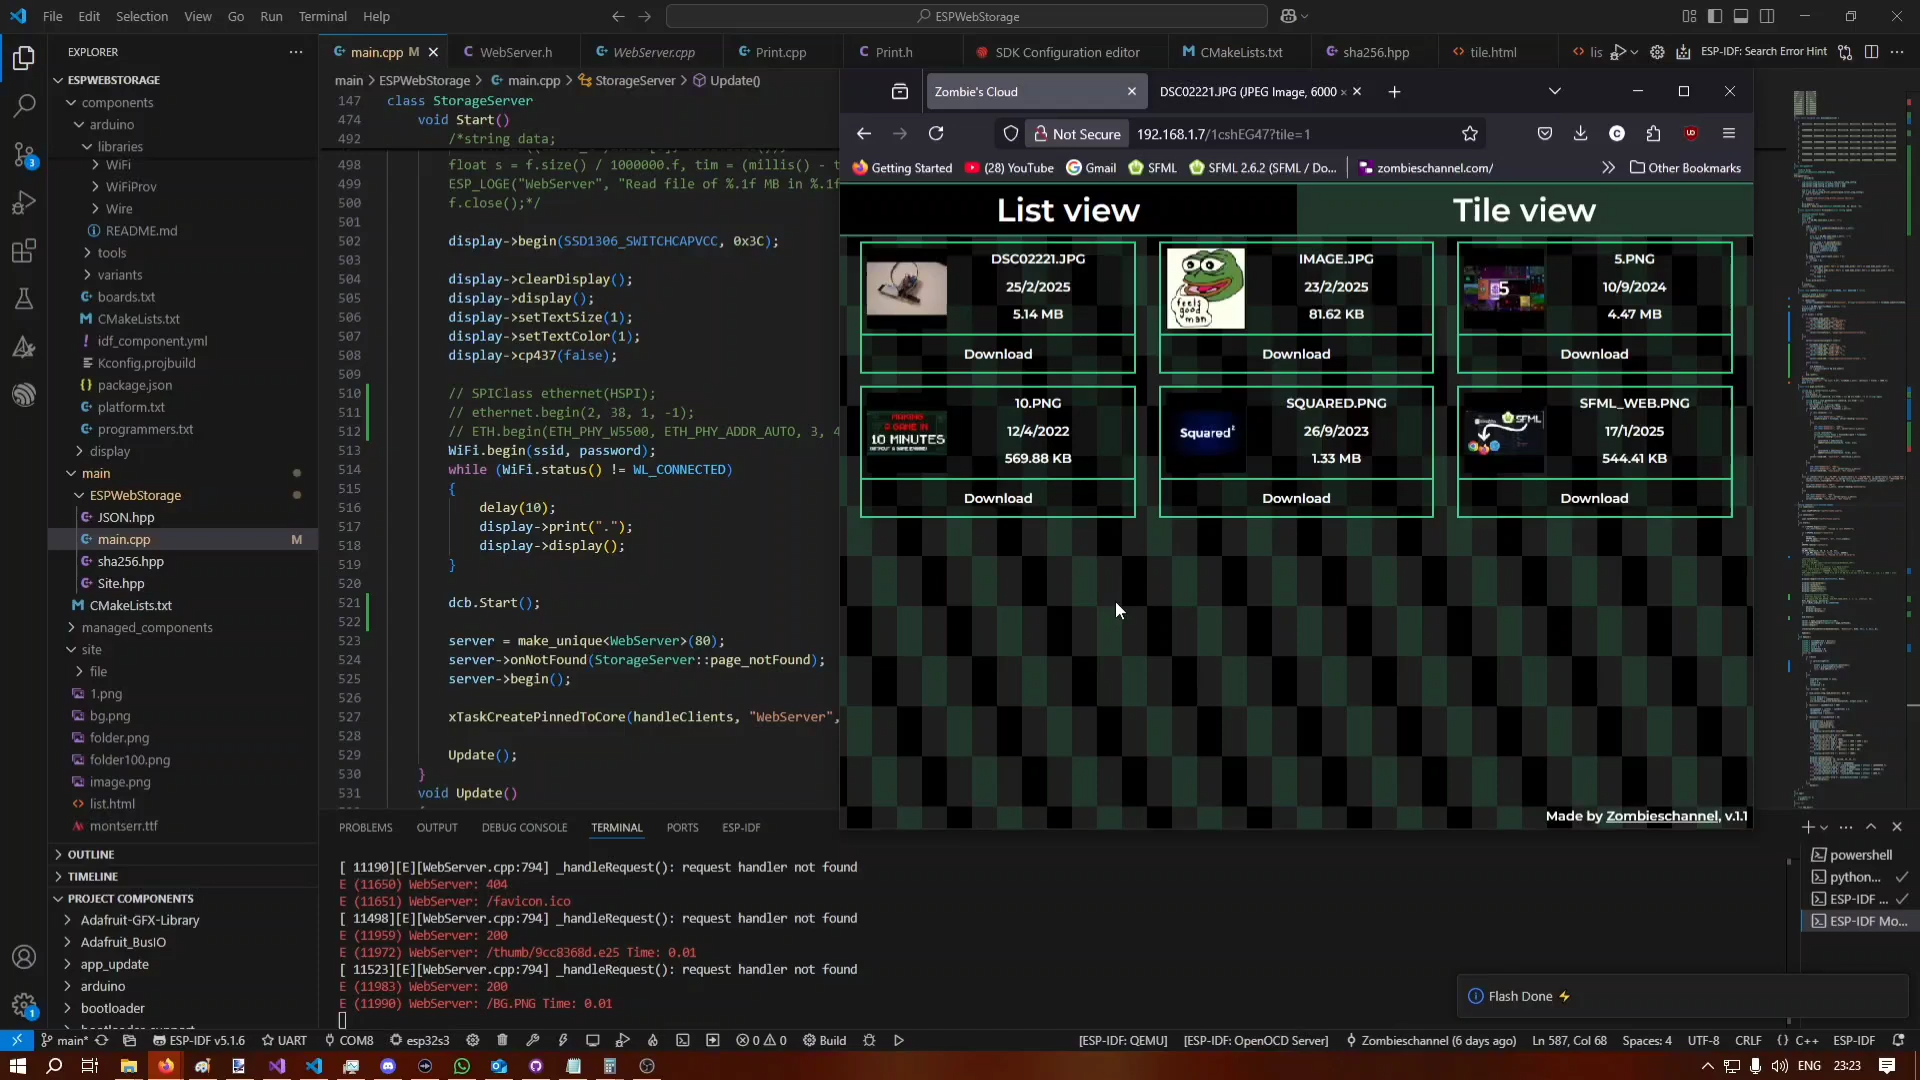 File Edit Selection View Go Run Terminal Help
ESPWebStorage
EXPLORER
ESPWEBSTORAGE
components
arduino
libraries
WiFi
WiFiProv
Wire
README.md
tools
variants
boards.txt
CMakeLists.txt
idf_component.yml
Kconfig.projbuild
package.json
platform.txt
programmers.txt
display
main
ESPWebStorage
JSON.hpp
main.cpp M
sha256.hpp
Site.hpp
CMakeLists.txt
managed_components
site
file
1.png
bg.png
folder.png
folder100.png
image.png
list.html
montserr.ttf
OUTLINE
TIMELINE
PROJECT COMPONENTS
Adafruit-GFX-Library
Adafruit_BusIO
app_update
arduino
bootloader
main.cpp M WebServer.h WebServer.cpp Print.cpp Print.h SDK Configuration editor CMakeLists.txt sha256.hpp tile.html lis ESP-IDF: Search Error Hint
main > ESPWebStorage > main.cpp > StorageServer > Update()
147 class StorageServer
474 void Start()
492 /*string data;
498 float s = f.size() / 1000000.f, tim = (millis() - t
499 ESP_LOGE("WebServer", "Read file of %.1f MB in %.1f
500 f.close();*/
501
502 display->begin(SSD1306_SWITCHCAPVCC, 0x3C);
503
504 display->clearDisplay();
505 display->display();
506 display->setTextSize(1);
507 display->setTextColor(1);
508 display->cp437(false);
509
510 // SPIClass ethernet(HSPI);
511 // ethernet.begin(2, 38, 1, -1);
512 // ETH.begin(ETH_PHY_W5500, ETH_PHY_ADDR_AUTO, 3, 4
513 WiFi.begin(ssid, password);
514 while (WiFi.status() != WL_CONNECTED)
515 {
516 delay(10);
517 display->print(".");
518 display->display();
519 }
520
521 dcb.Start();
522
523 server = make_unique<WebServer>(80);
524 server->onNotFound(StorageServer::page_notFound);
525 server->begin();
526
527 xTaskCreatePinnedToCore(handleClients, "WebServer",
528
529 Update();
530 }
531 void Update()
Zombie's Cloud
DSC02221.JPG (JPEG Image, 6000 ×
Not Secure 192.168.1.7/1cshEG47?tile=1
Getting Started (28) YouTube Gmail SFML SFML 2.6.2 (SFML / Do... zombieschannel.com/ Other Bookmarks
List view Tile view
DSC02221.JPG
25/2/2025
5.14 MB
Download
feels good man
IMAGE.JPG
23/2/2025
81.62 KB
Download
5
5.PNG
10/9/2024
4.47 MB
Download
MAKING
A GAME IN
10 MINUTES
10.PNG
12/4/2022
569.88 KB
Download
Squared²
SQUARED.PNG
26/9/2023
1.33 MB
Download
SFML
SFML_WEB.PNG
17/1/2025
544.41 KB
Download
Made by Zombieschannel, v.1.1
PROBLEMS OUTPUT DEBUG CONSOLE TERMINAL PORTS ESP-IDF
[ 11190][E][WebServer.cpp:794] _handleRequest(): request handler not found
E (11650) WebServer: 404
E (11651) WebServer: /favicon.ico
[ 11498][E][WebServer.cpp:794] _handleRequest(): request handler not found
E (11959) WebServer: 200
E (11972) WebServer: /thumb/9cc8368d.e25 Time: 0.01
[ 11523][E][WebServer.cpp:794] _handleRequest(): request handler not found
E (11983) WebServer: 200
E (11990) WebServer: /BG.PNG Time: 0.01
powershell
python...
ESP-IDF ...
ESP-IDF Mo...
Flash Done
main* ESP-IDF v5.1.6 UART COM8 esp32s3 0 0 Build [ESP-IDF: QEMU] [ESP-IDF: OpenOCD Server] Zombieschannel (6 days ago) Ln 587, Col 68 Spaces: 4 UTF-8 CRLF {} C++ ESP-IDF
ENG 23:23